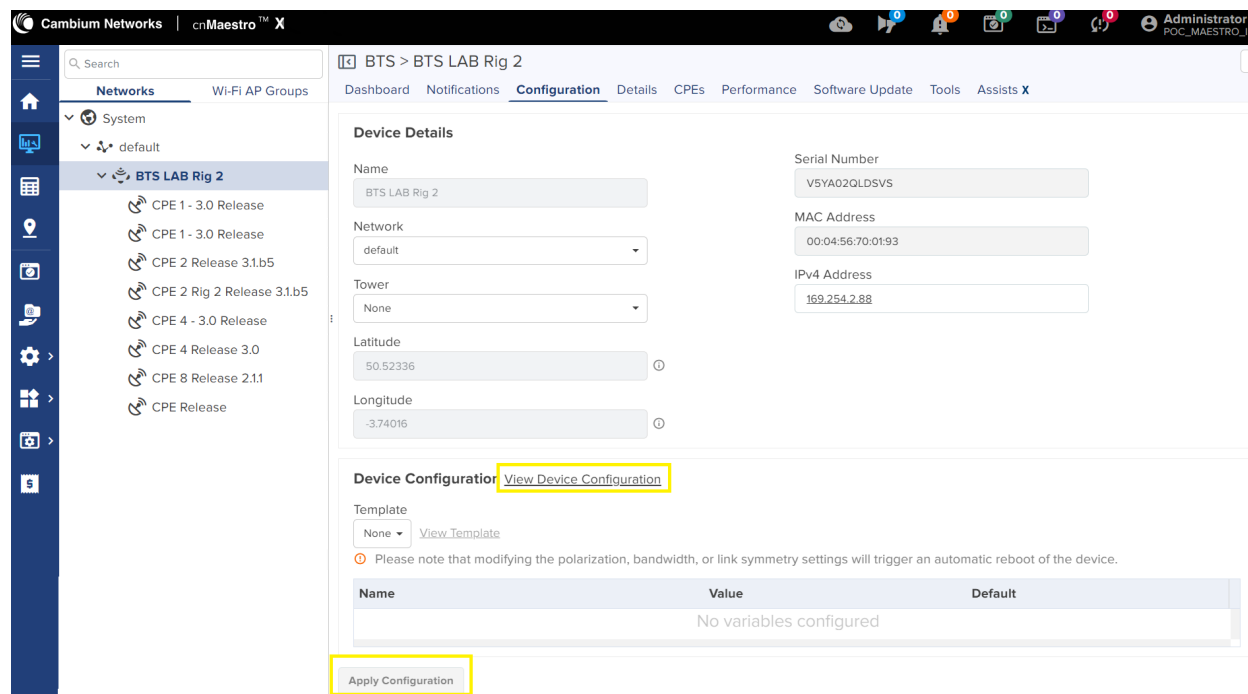 Cambium Networks | cnMaestro™ X
0 0 0 0 0
Administrator
POC_MAESTRO_I
Search
Networks Wi-Fi AP Groups
System
default
BTS LAB Rig 2
CPE 1 - 3.0 Release
CPE 1 - 3.0 Release
CPE 2 Release 3.1.b5
CPE 2 Rig 2 Release 3.1.b5
CPE 4 - 3.0 Release
CPE 4 Release 3.0
CPE 8 Release 2.1.1
CPE Release
BTS > BTS LAB Rig 2
Dashboard Notifications Configuration Details CPEs Performance Software Update Tools Assists X
Device Details
Name
BTS LAB Rig 2
Network
default
Tower
None
Latitude
50.52336
Longitude
-3.74016
Serial Number
V5YA02QLDSVS
MAC Address
00:04:56:70:01:93
IPv4 Address
169.254.2.88
Device Configuration View Device Configuration
Template
None View Template
Please note that modifying the polarization, bandwidth, or link symmetry settings will trigger an automatic reboot of the device.
Name Value Default
No variables configured
Apply Configuration